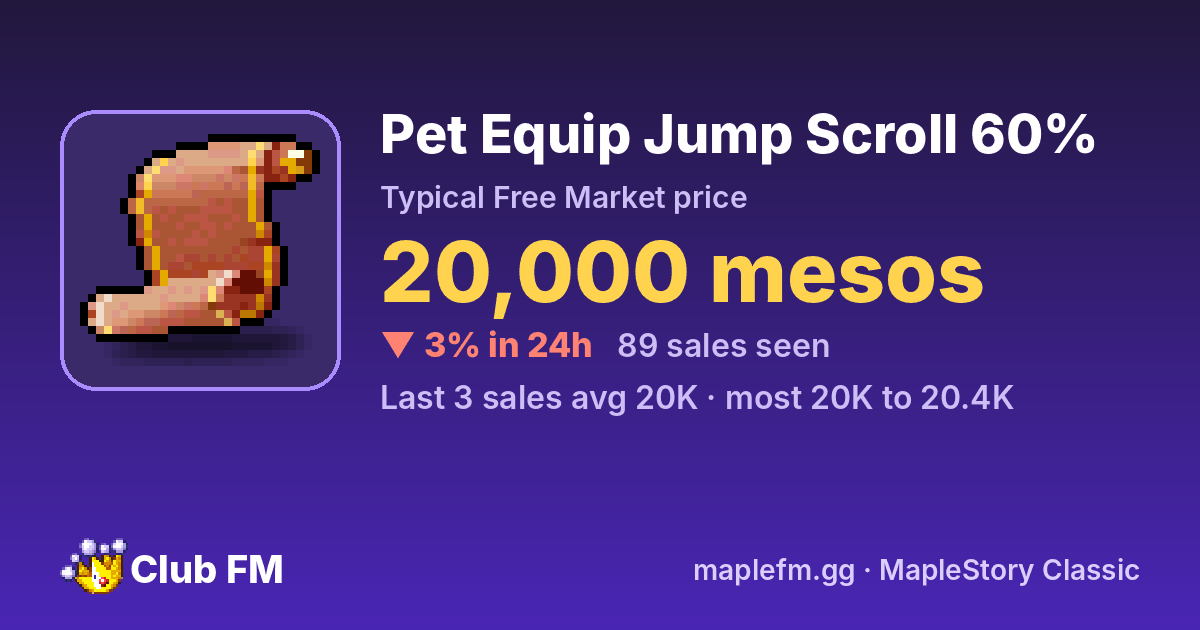 Pet Equip Jump Scroll 60%
Typical Free Market price
20,000 mesos
▼ 3% in 24h 89 sales seen
Last 3 sales avg 20K · most 20K to 20.4K
Club FM
maplefm.gg · MapleStory Classic